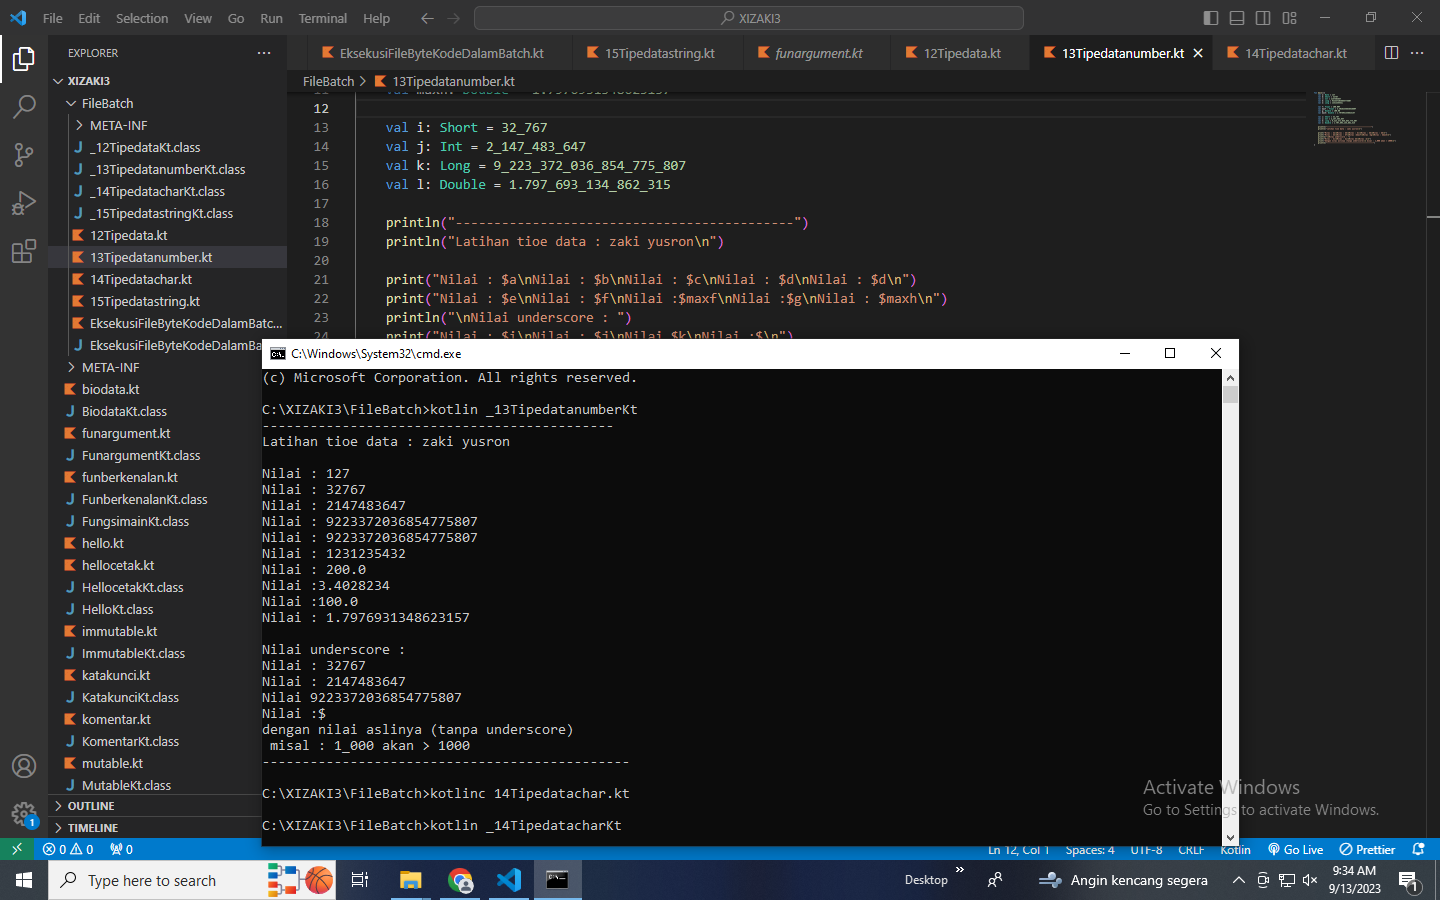 File Edit Selection View Go Run Terminal Help
XIZAKI3
EXPLORER
EksekusiFileByteKodeDalamBatch.kt
15Tipedatastring.kt
funargument.kt
12Tipedata.kt
13Tipedatanumber.kt
14Tipedatachar.kt
FileBatch > 13Tipedatanumber.kt
XIZAKI3
FileBatch
META-INF
_12TipedataKt.class
_13TipedatanumberKt.class
_14TipedatacharKt.class
_15TipedatastringKt.class
12Tipedata.kt
13Tipedatanumber.kt
14Tipedatachar.kt
15Tipedatastring.kt
EksekusiFileByteKodeDalamBatc...
EksekusiFileByteKodeDalamBa
META-INF
biodata.kt
BiodataKt.class
funargument.kt
FunargumentKt.class
funberkenalan.kt
FunberkenalanKt.class
FungsimainKt.class
hello.kt
hellocetak.kt
HellocetakKt.class
HelloKt.class
immutable.kt
ImmutableKt.class
katakunci.kt
KatakunciKt.class
komentar.kt
KomentarKt.class
mutable.kt
MutableKt.class
OUTLINE
TIMELINE
12
13 val i: Short = 32_767
14 val j: Int = 2_147_483_647
15 val k: Long = 9_223_372_036_854_775_807
16 val l: Double = 1.797_693_134_862_315
17
18 println("--------------------------------------------")
19 println("Latihan tioe data : zaki yusron\n")
20
21 print("Nilai : $a\nNilai : $b\nNilai : $c\nNilai : $d\nNilai : $d\n")
22 print("Nilai : $e\nNilai : $f\nNilai :$maxf\nNilai :$g\nNilai : $maxh\n")
23 println("\nNilai underscore : ")
24 print("Nilai : $i\nNilai : $j\nNilai $k\nNilai :$\n")
C:\Windows\System32\cmd.exe
(c) Microsoft Corporation. All rights reserved.
C:\XIZAKI3\FileBatch>kotlin _13TipedatanumberKt
--------------------------------------------
Latihan tioe data : zaki yusron
Nilai : 127
Nilai : 32767
Nilai : 2147483647
Nilai : 9223372036854775807
Nilai : 9223372036854775807
Nilai : 1231235432
Nilai : 200.0
Nilai :3.4028234
Nilai :100.0
Nilai : 1.7976931348623157
Nilai underscore :
Nilai : 32767
Nilai : 2147483647
Nilai 9223372036854775807
Nilai :$
dengan nilai aslinya (tanpa underscore)
misal : 1_000 akan > 1000
----------------------------------------------
C:\XIZAKI3\FileBatch>kotlinc 14Tipedatachar.kt
C:\XIZAKI3\FileBatch>kotlin _14TipedatacharKt
Activate Windows
Go to Settings to activate Windows.
1
0 0 0
Ln 12, Col 1 Spaces: 4 UTF-8 CRLF Kotlin Go Live Prettier
Type here to search
Desktop
Angin kencang segera
9:34 AM
9/13/2023
1